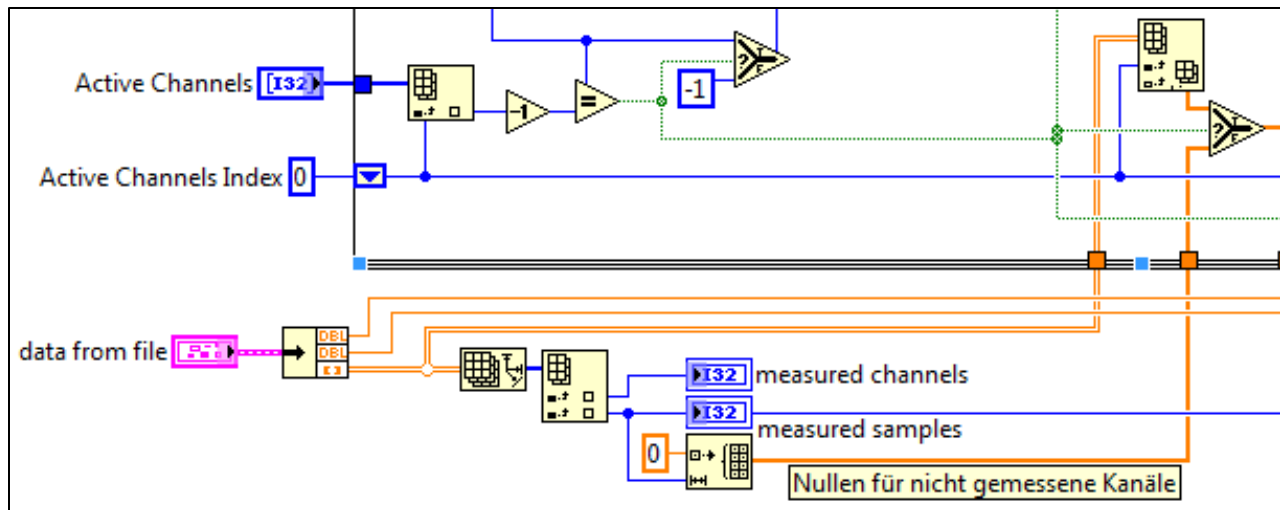 Active Channels
[I32]
-1
=
?
T
F
-1
Active Channels Index
0
?
T
F
data from file
DBL
DBL
[ ]
I32
measured channels
I32
measured samples
0
Nullen für nicht gemessene Kanäle